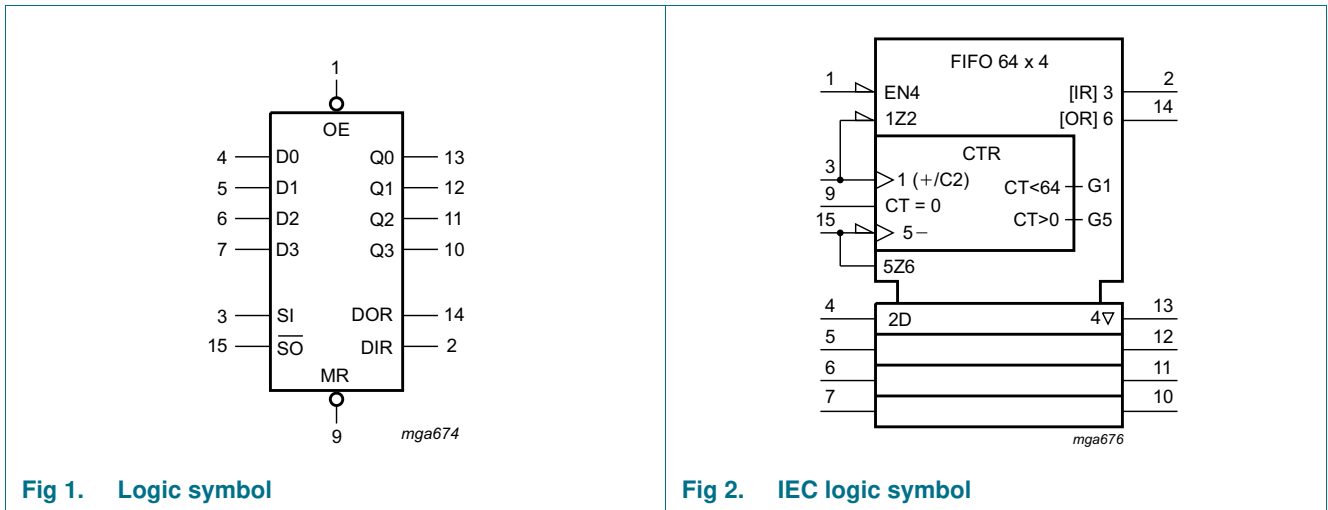 1
OE
4 D0 Q0 13
5 D1 Q1 12
6 D2 Q2 11
7 D3 Q3 10
3 SI DOR 14
15 S̅O̅ DIR 2
MR
9
mga674
Fig 1. Logic symbol
FIFO 64 x 4
1 EN4 [IR] 3 2
1Z2 [OR] 6 14
CTR
3 1 (+/C2) CT<64 G1
9 CT = 0
15 5− CT>0 G5
5Z6
4 2D 4▽ 13
5 12
6 11
7 10
mga676
Fig 2. IEC logic symbol